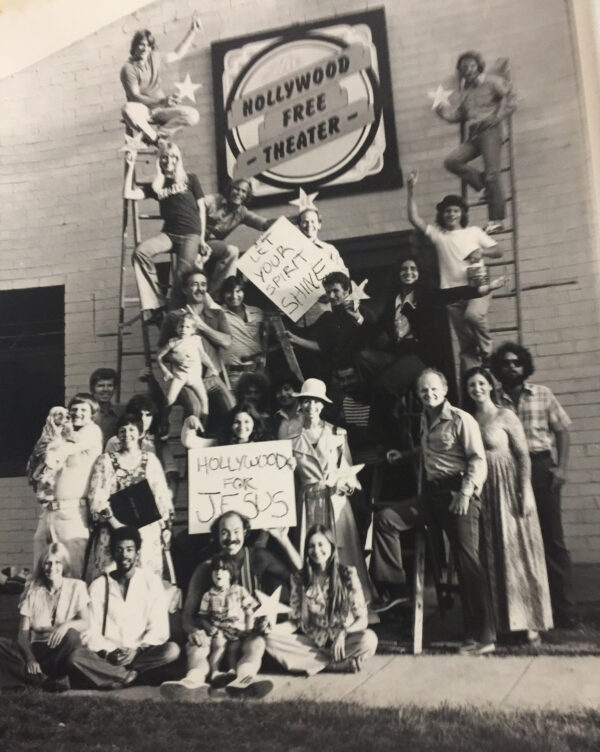 HOLLYWOOD
FREE
- THEATER -
LET
YOUR
SPIRIT
SHINE
HOLLYWOOD
FOR
JESUS